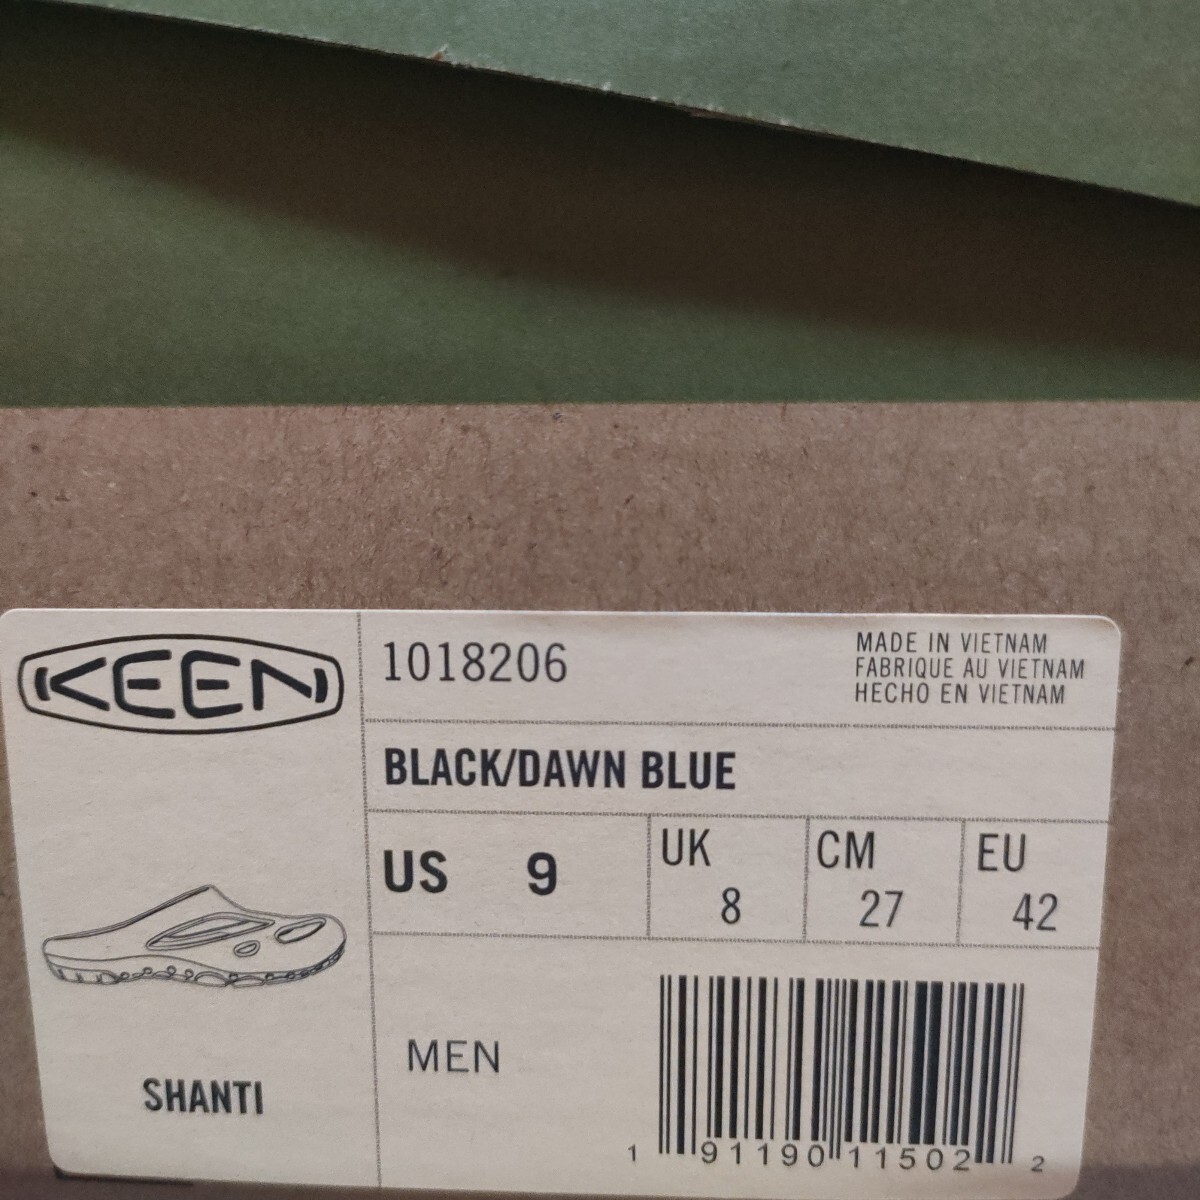 KEEN
1018206
MADE IN VIETNAM
FABRIQUE AU VIETNAM
HECHO EN VIETNAM
BLACK/DAWN BLUE
US 9
UK 8
CM 27
EU 42
MEN
SHANTI
1 91190 11502 2